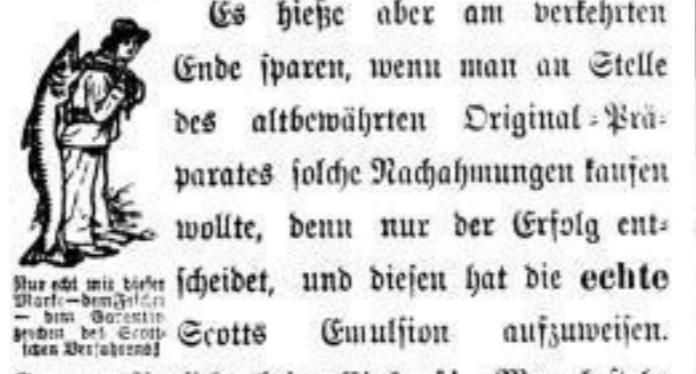 Es hieße aber am verkehrten
Ende sparen, wenn man an Stelle
des altbewährten Original-Prä-
parates solche Nachahmungen kaufen
wollte, denn nur der Erfolg ent-
scheidet, und diesen hat die echte
Scotts Emulsion aufzuweisen.
Nur echt mit dieser
Marke – dem Fischer
– dem Garantie-
zeichen des Scott-
schen Verfahrens!